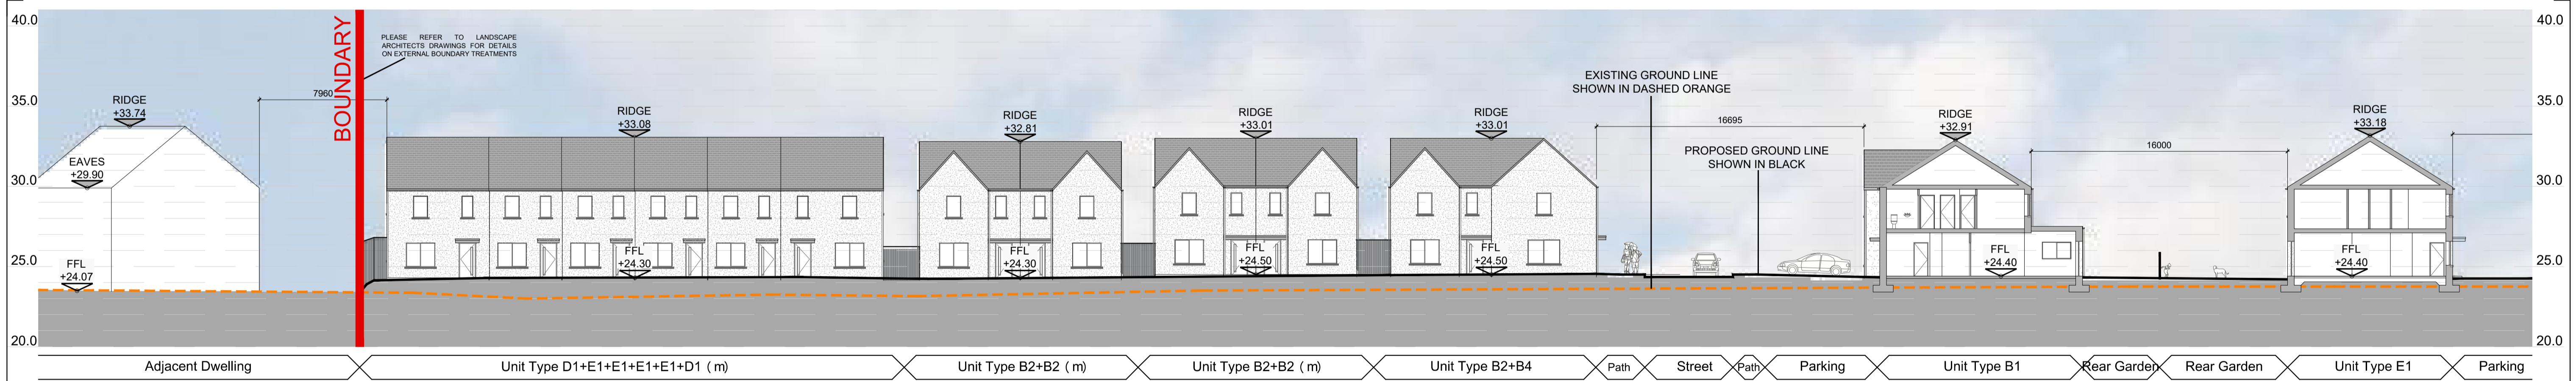 40.0
35.0
30.0
25.0
20.0
BOUNDARY
PLEASE REFER TO LANDSCAPE
ARCHITECTS DRAWINGS FOR DETAILS
ON EXTERNAL BOUNDARY TREATMENTS
RIDGE
+33.74
EAVES
+29.90
FFL
+24.07
7960
RIDGE
+33.08
FFL
+24.30
RIDGE
+32.81
FFL
+24.30
RIDGE
+33.01
FFL
+24.50
RIDGE
+33.01
FFL
+24.50
EXISTING GROUND LINE
SHOWN IN DASHED ORANGE
16695
PROPOSED GROUND LINE
SHOWN IN BLACK
RIDGE
+32.91
FFL
+24.40
16000
RIDGE
+33.18
FFL
+24.40
40.0
35.0
30.0
25.0
20.0
Adjacent Dwelling
Unit Type D1+E1+E1+E1+E1+D1 ( m)
Unit Type B2+B2 ( m)
Unit Type B2+B2 ( m)
Unit Type B2+B4
Path
Street
Path
Parking
Unit Type B1
Rear Garden
Rear Garden
Unit Type E1
Parking